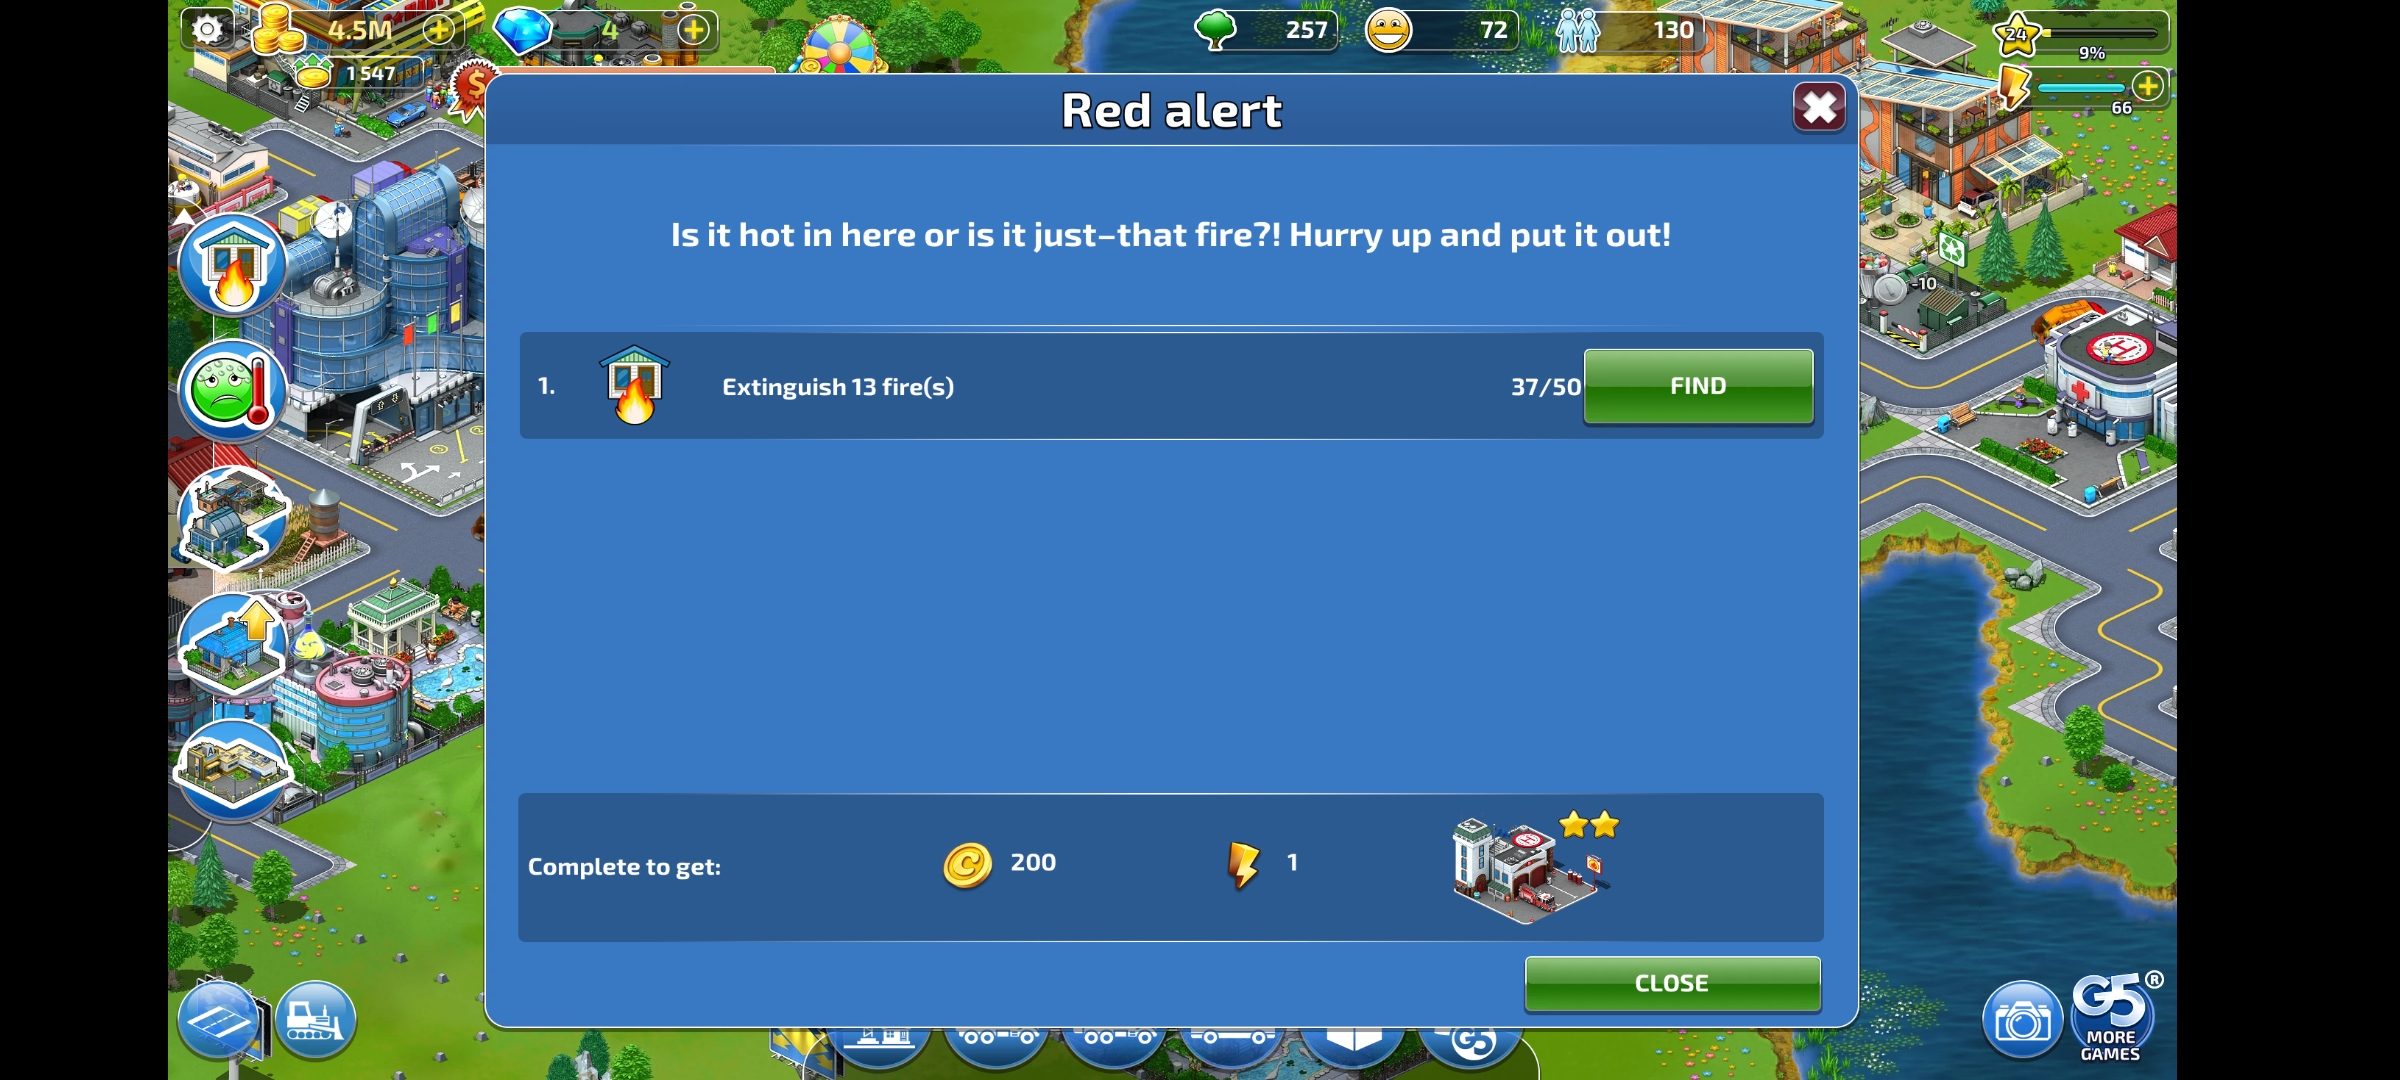 4.5M
4
257
72
130
24
9%
1 547
66
Red alert
Is it hot in here or is it just–that fire?! Hurry up and put it out!
-10
1.
Extinguish 13 fire(s)
37/50
FIND
Complete to get:
200
1
CLOSE
G5
G5®
MORE
GAMES